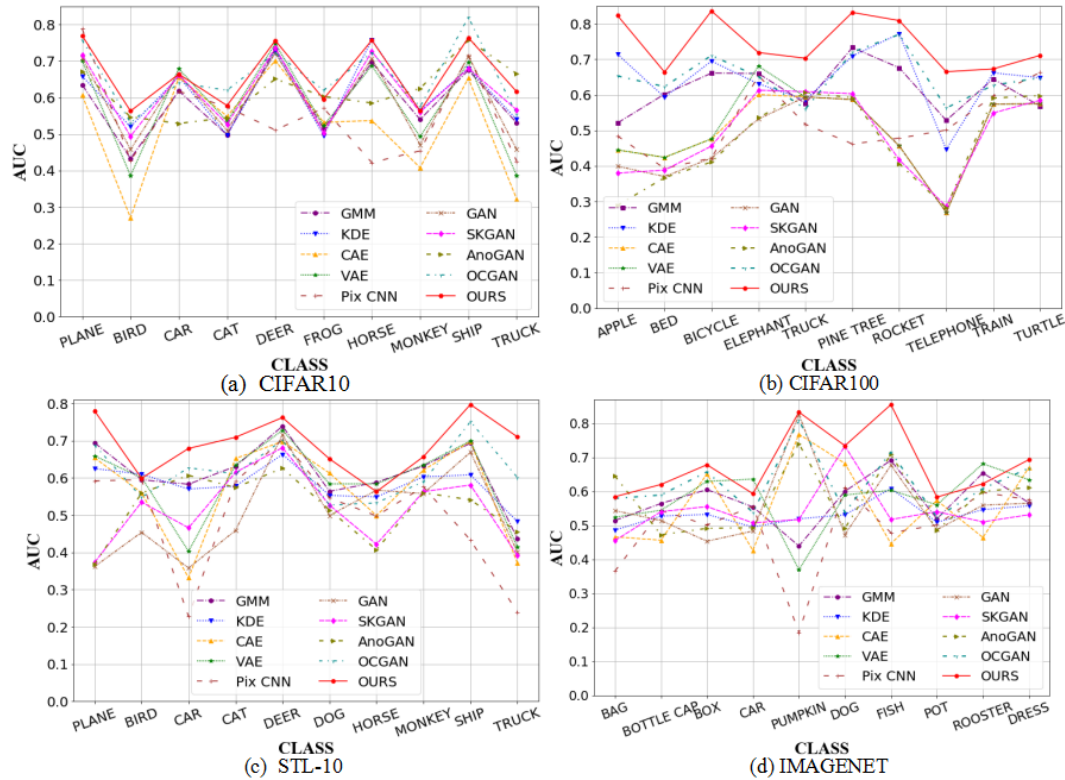 0.8
0.7
0.6
0.5
0.4
0.3
0.2
0.1
0.0
AUC
GMM
KDE
CAE
VAE
Pix CNN
GAN
SKGAN
AnoGAN
OCGAN
OURS
PLANE BIRD CAR CAT DEER FROG HORSE MONKEY SHIP TRUCK
CLASS
(a) CIFAR10
0.8
0.7
0.6
0.5
0.4
0.3
0.2
0.1
0.0
AUC
GMM
KDE
CAE
VAE
Pix CNN
GAN
SKGAN
AnoGAN
OCGAN
OURS
APPLE BED BICYCLE ELEPHANT TRUCK PINE TREE ROCKET TELEPHONE TRAIN TURTLE
CLASS
(b) CIFAR100
0.8
0.7
0.6
0.5
0.4
0.3
0.2
0.1
0.0
AUC
GMM
KDE
CAE
VAE
Pix CNN
GAN
SKGAN
AnoGAN
OCGAN
OURS
PLANE BIRD CAR CAT DEER DOG HORSE MONKEY SHIP TRUCK
CLASS
(c) STL-10
0.8
0.7
0.6
0.5
0.4
0.3
0.2
0.1
0.0
AUC
GMM
KDE
CAE
VAE
Pix CNN
GAN
SKGAN
AnoGAN
OCGAN
OURS
BAG BOTTLE CAP BOX CAR PUMPKIN DOG FISH POT ROOSTER DRESS
CLASS
(d) IMAGENET